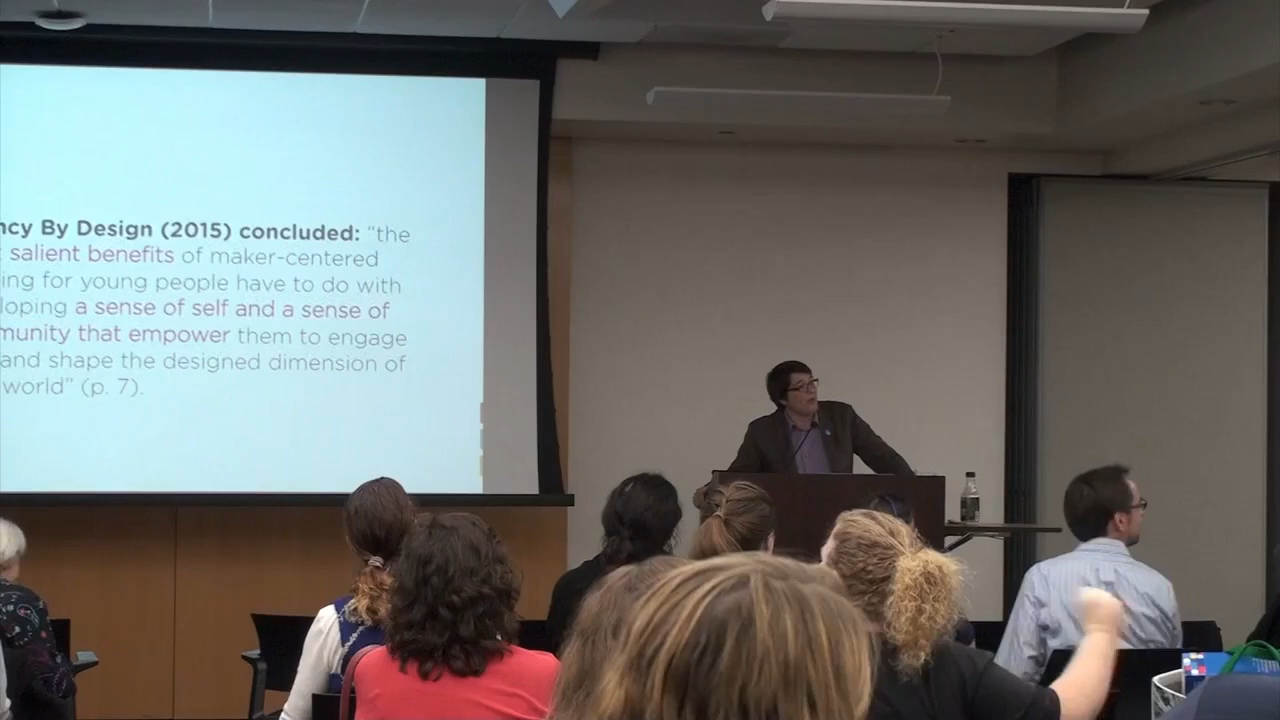 ncy By Design (2015) concluded: “the
salient benefits of maker-centered
ing for young people have to do with
loping a sense of self and a sense of
munity that empower them to engage
and shape the designed dimension of
world” (p. 7).